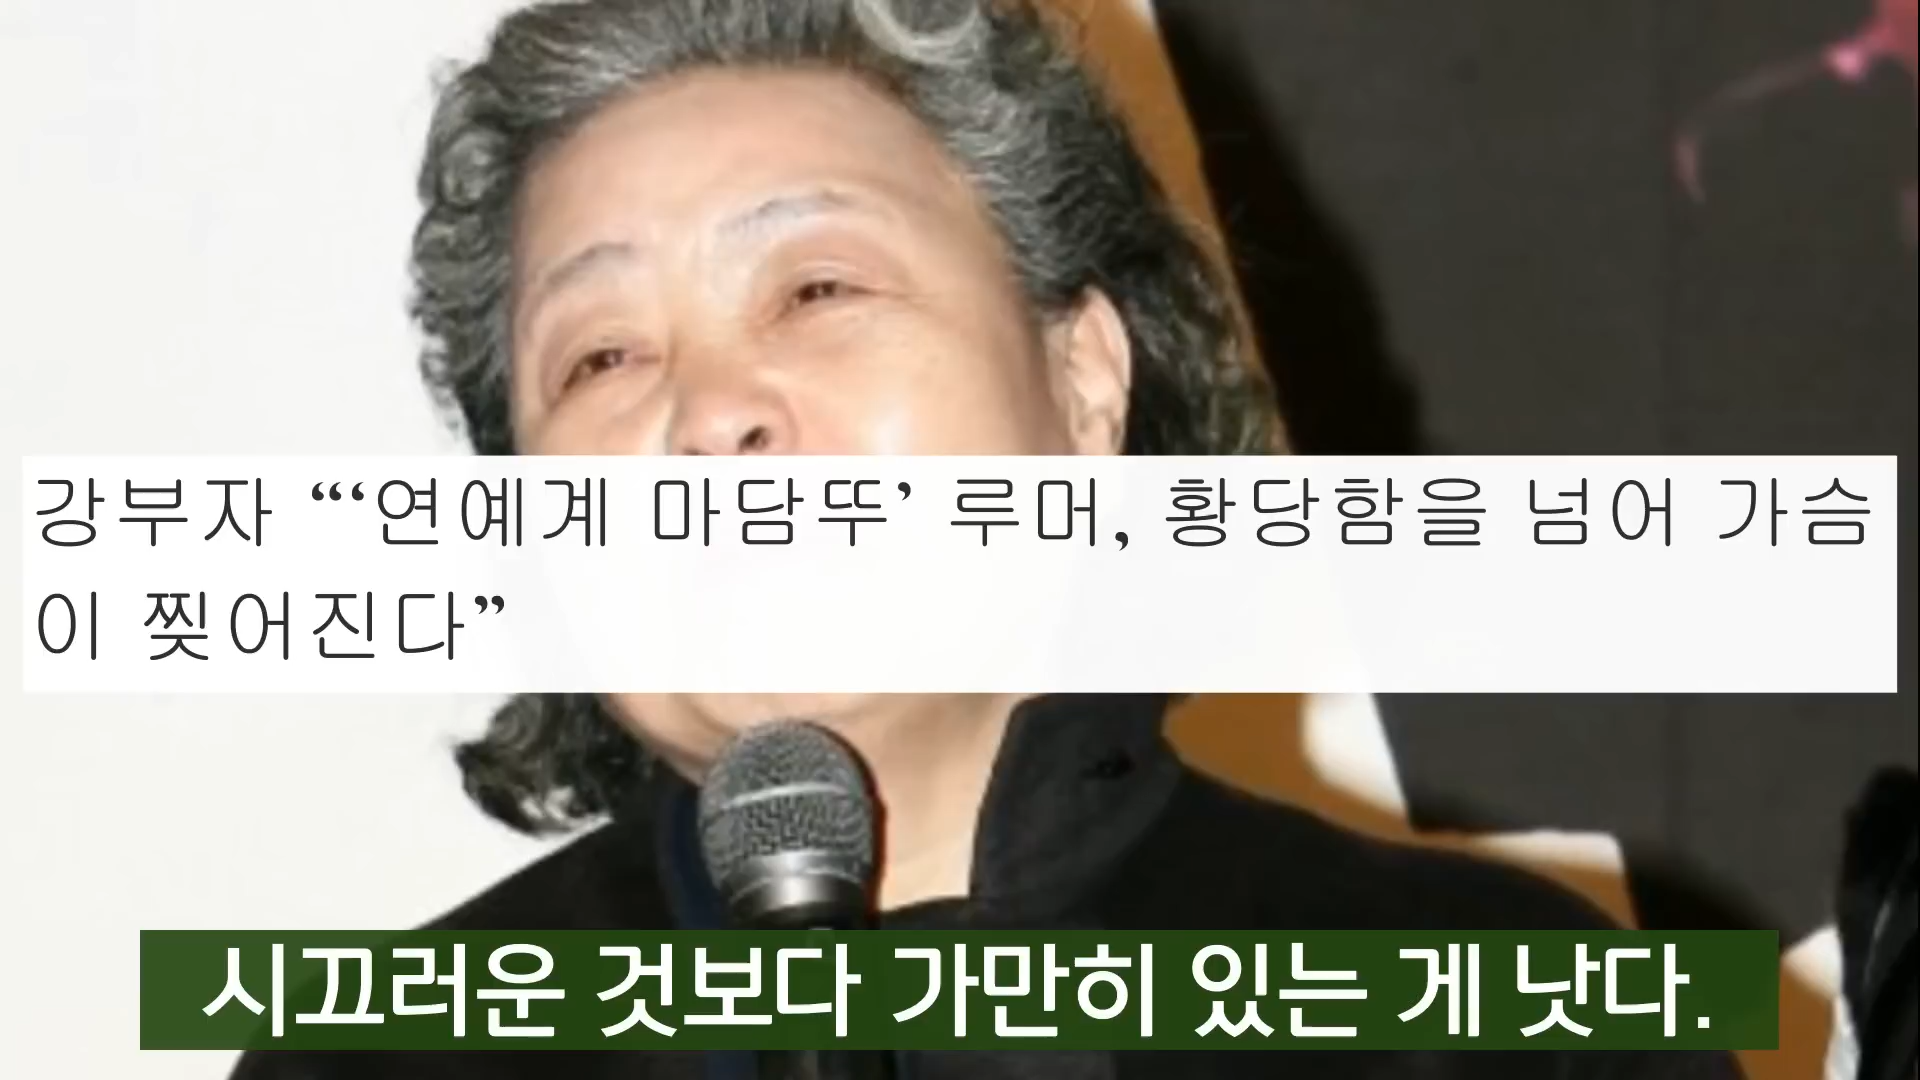 강부자 “‘연예계 마담뚜’ 루머, 황당함을 넘어 가슴
이 찢어진다”
시끄러운 것보다 가만히 있는 게 낫다.